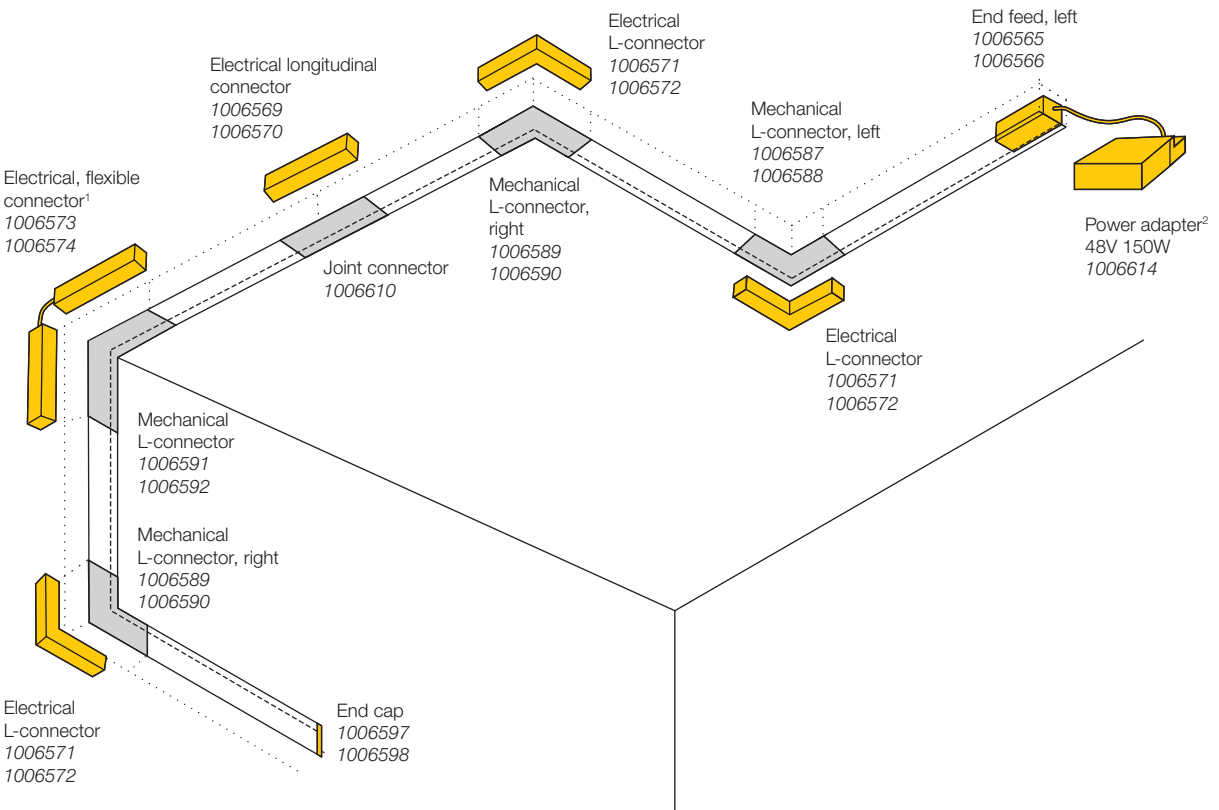 Electrical
L-connector
1006571
1006572
End feed, left
1006565
1006566
Electrical longitudinal
connector
1006569
1006570
Mechanical
L-connector, left
1006587
1006588
Electrical, flexible
connector¹
1006573
1006574
Mechanical
L-connector,
right
1006589
1006590
Power adapter²
48V 150W
1006614
Joint connector
1006610
Electrical
L-connector
1006571
1006572
Mechanical
L-connector
1006591
1006592
Mechanical
L-connector, right
1006589
1006590
Electrical
L-connector
1006571
1006572
End cap
1006597
1006598